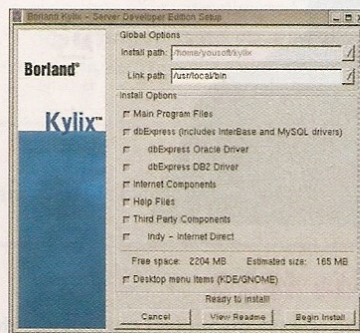 Borland Kylix - Server Developer Edition Setup
Borland®
Kylix™
Global Options
Install path: /home/yousoft/kylix
Link path: /usr/local/bin
Install Options
Main Program Files
dbExpress (includes InterBase and MySQL drivers)
dbExpress Oracle Driver
dbExpress DB2 Driver
Internet Components
Help Files
Third Party Components
Indy - Internet Direct
Free space: 2204 MB Estimated size: 165 MB
Desktop menu items (KDE/GNOME)
Ready to install!
Cancel View Readme Begin Install